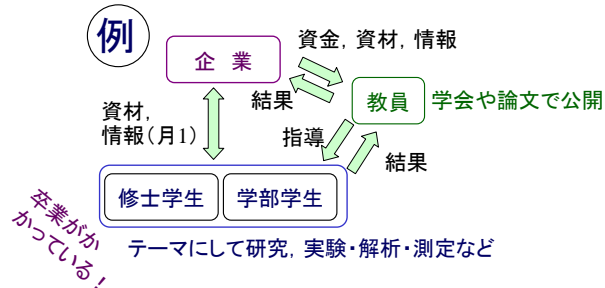 例
企 業
資金，資材，情報
結果
教員
学会や論文で公開
資材，
情報（月1）
指導
結果
修士学生
学部学生
卒業がか
かっている！
テーマにして研究，実験・解析・測定など